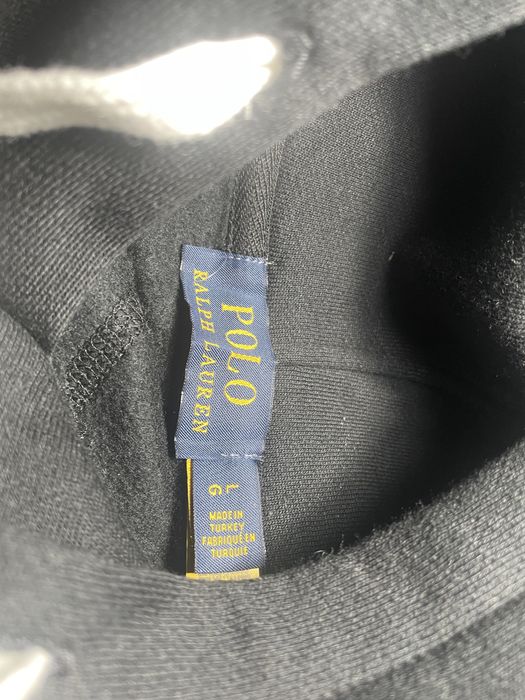 POLO
RALPH LAUREN
L
G
MADE IN
TURKEY
FABRIQUÉ EN
TURQUIE